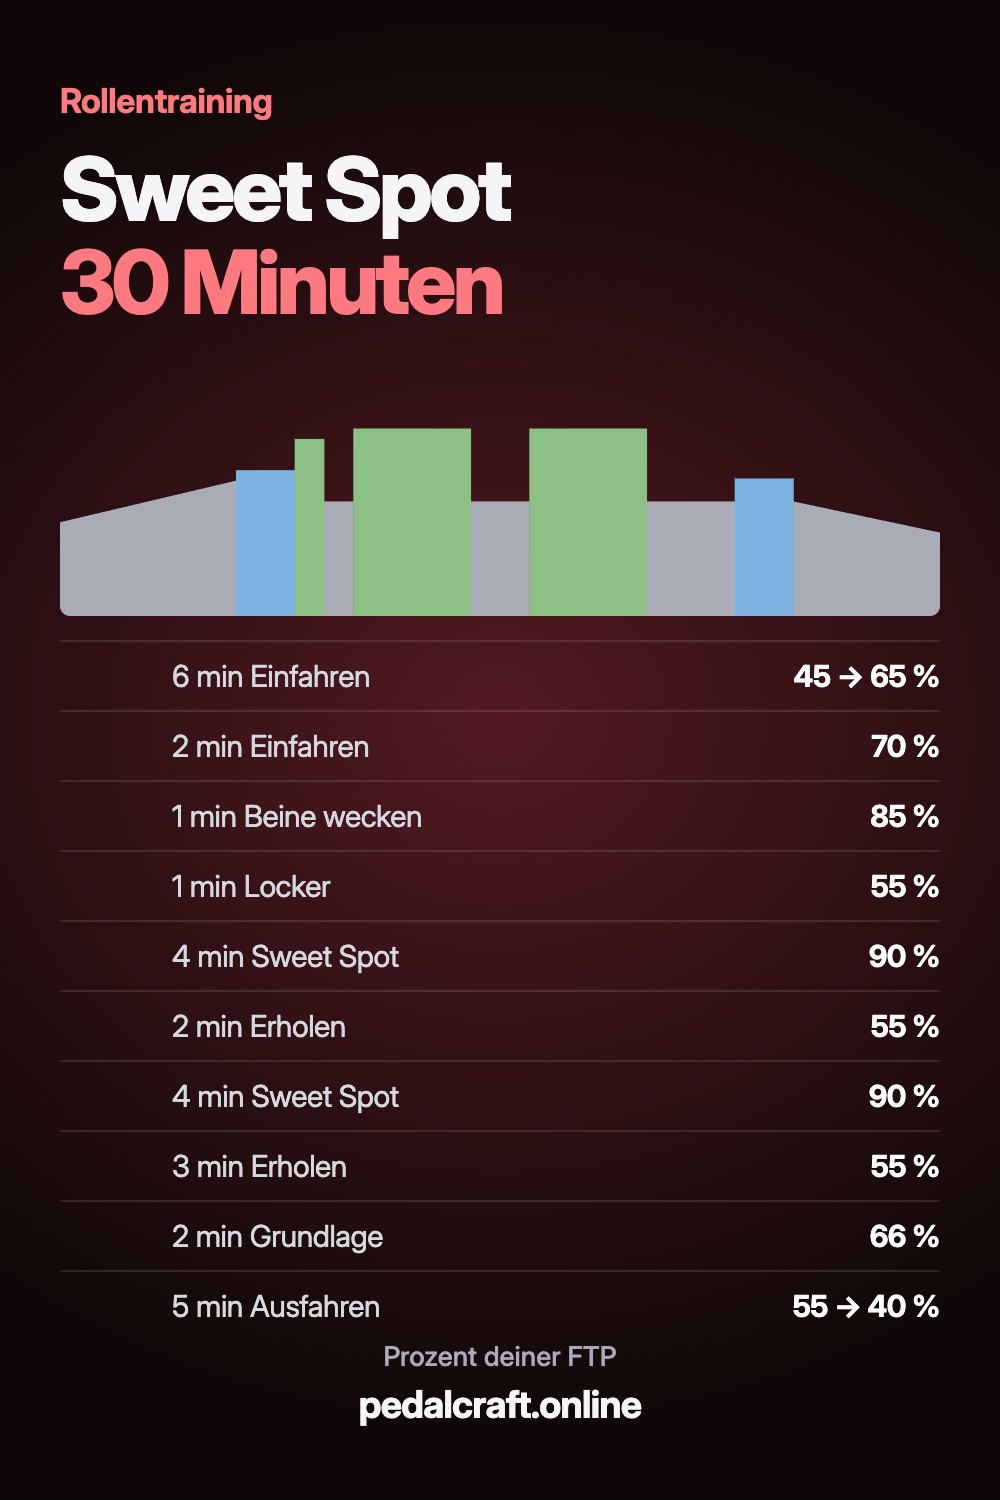 Rollentraining
Sweet Spot
30 Minuten
6 min Einfahren 45 → 65 %
2 min Einfahren 70 %
1 min Beine wecken 85 %
1 min Locker 55 %
4 min Sweet Spot 90 %
2 min Erholen 55 %
4 min Sweet Spot 90 %
3 min Erholen 55 %
2 min Grundlage 66 %
5 min Ausfahren 55 → 40 %
Prozent deiner FTP
pedalcraft.online